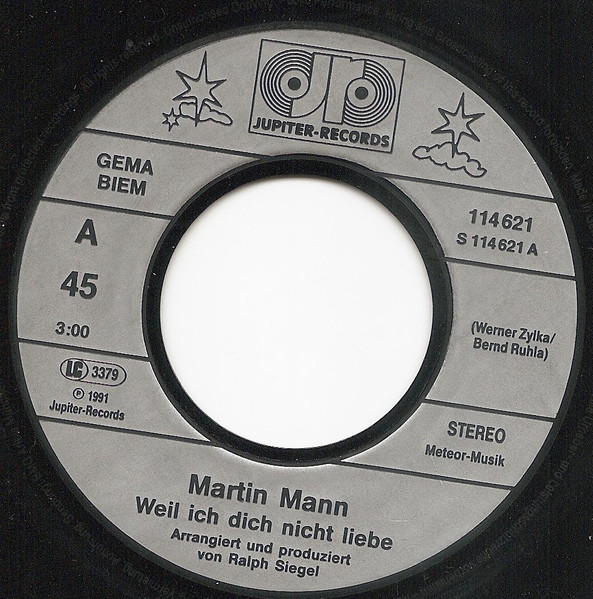 jr
JUPITER-RECORDS
GEMA
BIEM
A
45
3:00
LC 3379
℗ 1991
Jupiter-Records
114 621
S 114 621 A
(Werner Zylka/
Bernd Ruhla)
STEREO
Meteor-Musik
Martin Mann
Weil ich dich nicht liebe
Arrangiert und produziert
von Ralph Siegel